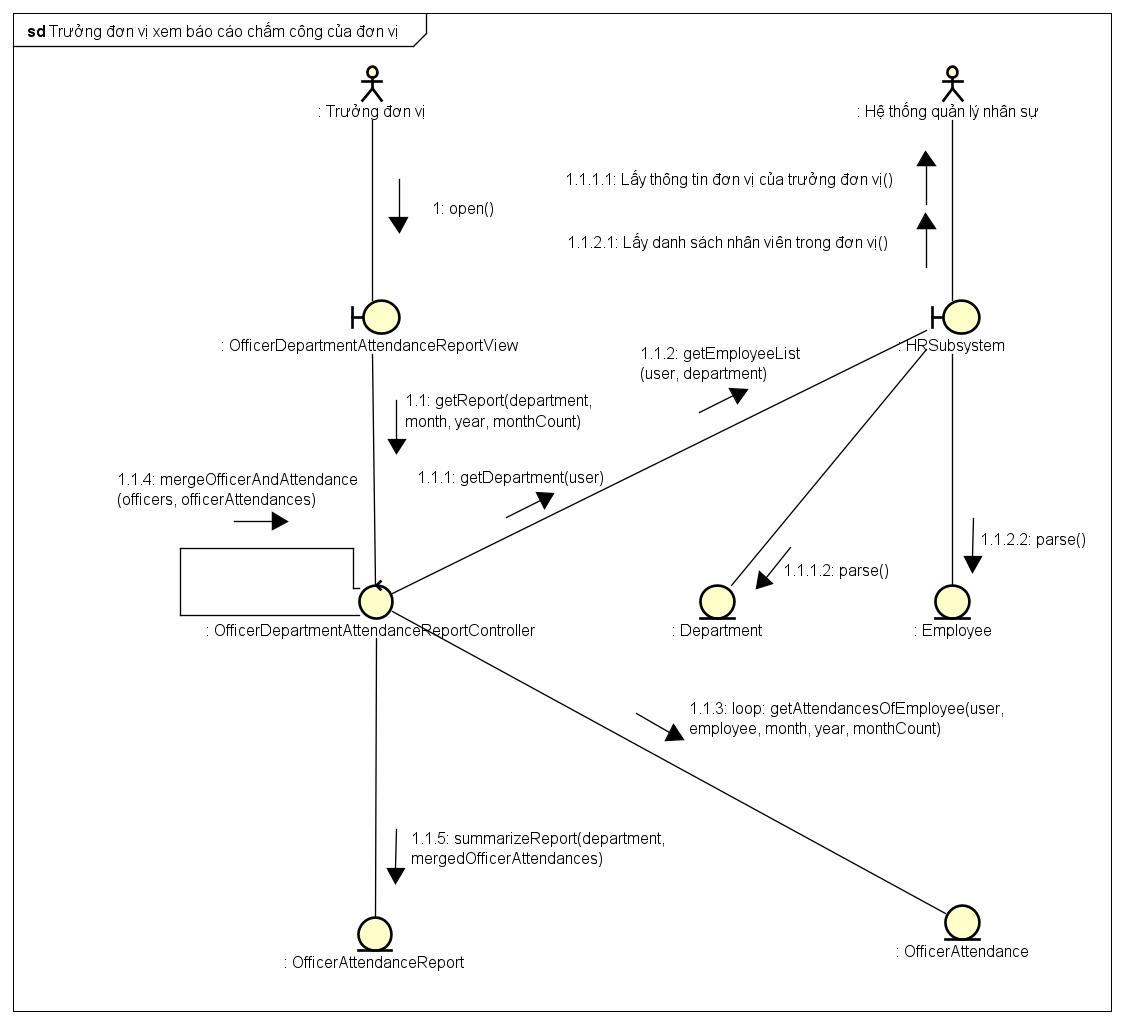 sd Trưởng đơn vị xem báo cáo chấm công của đơn vị
: Trưởng đơn vị
: Hệ thống quản lý nhân sự
1.1.1.1: Lấy thông tin đơn vị của trưởng đơn vị()
1: open()
1.1.2.1: Lấy danh sách nhân viên trong đơn vị()
: OfficerDepartmentAttendanceReportView
: HRSubsystem
1.1.2: getEmployeeList
(user, department)
1.1: getReport(department,
month, year, monthCount)
1.1.4: mergeOfficerAndAttendance
(officers, officerAttendances)
1.1.1: getDepartment(user)
1.1.2.2: parse()
1.1.1.2: parse()
: OfficerDepartmentAttendanceReportController
: Department
: Employee
1.1.3: loop: getAttendancesOfEmployee(user,
employee, month, year, monthCount)
1.1.5: summarizeReport(department,
mergedOfficerAttendances)
: OfficerAttendanceReport
: OfficerAttendance